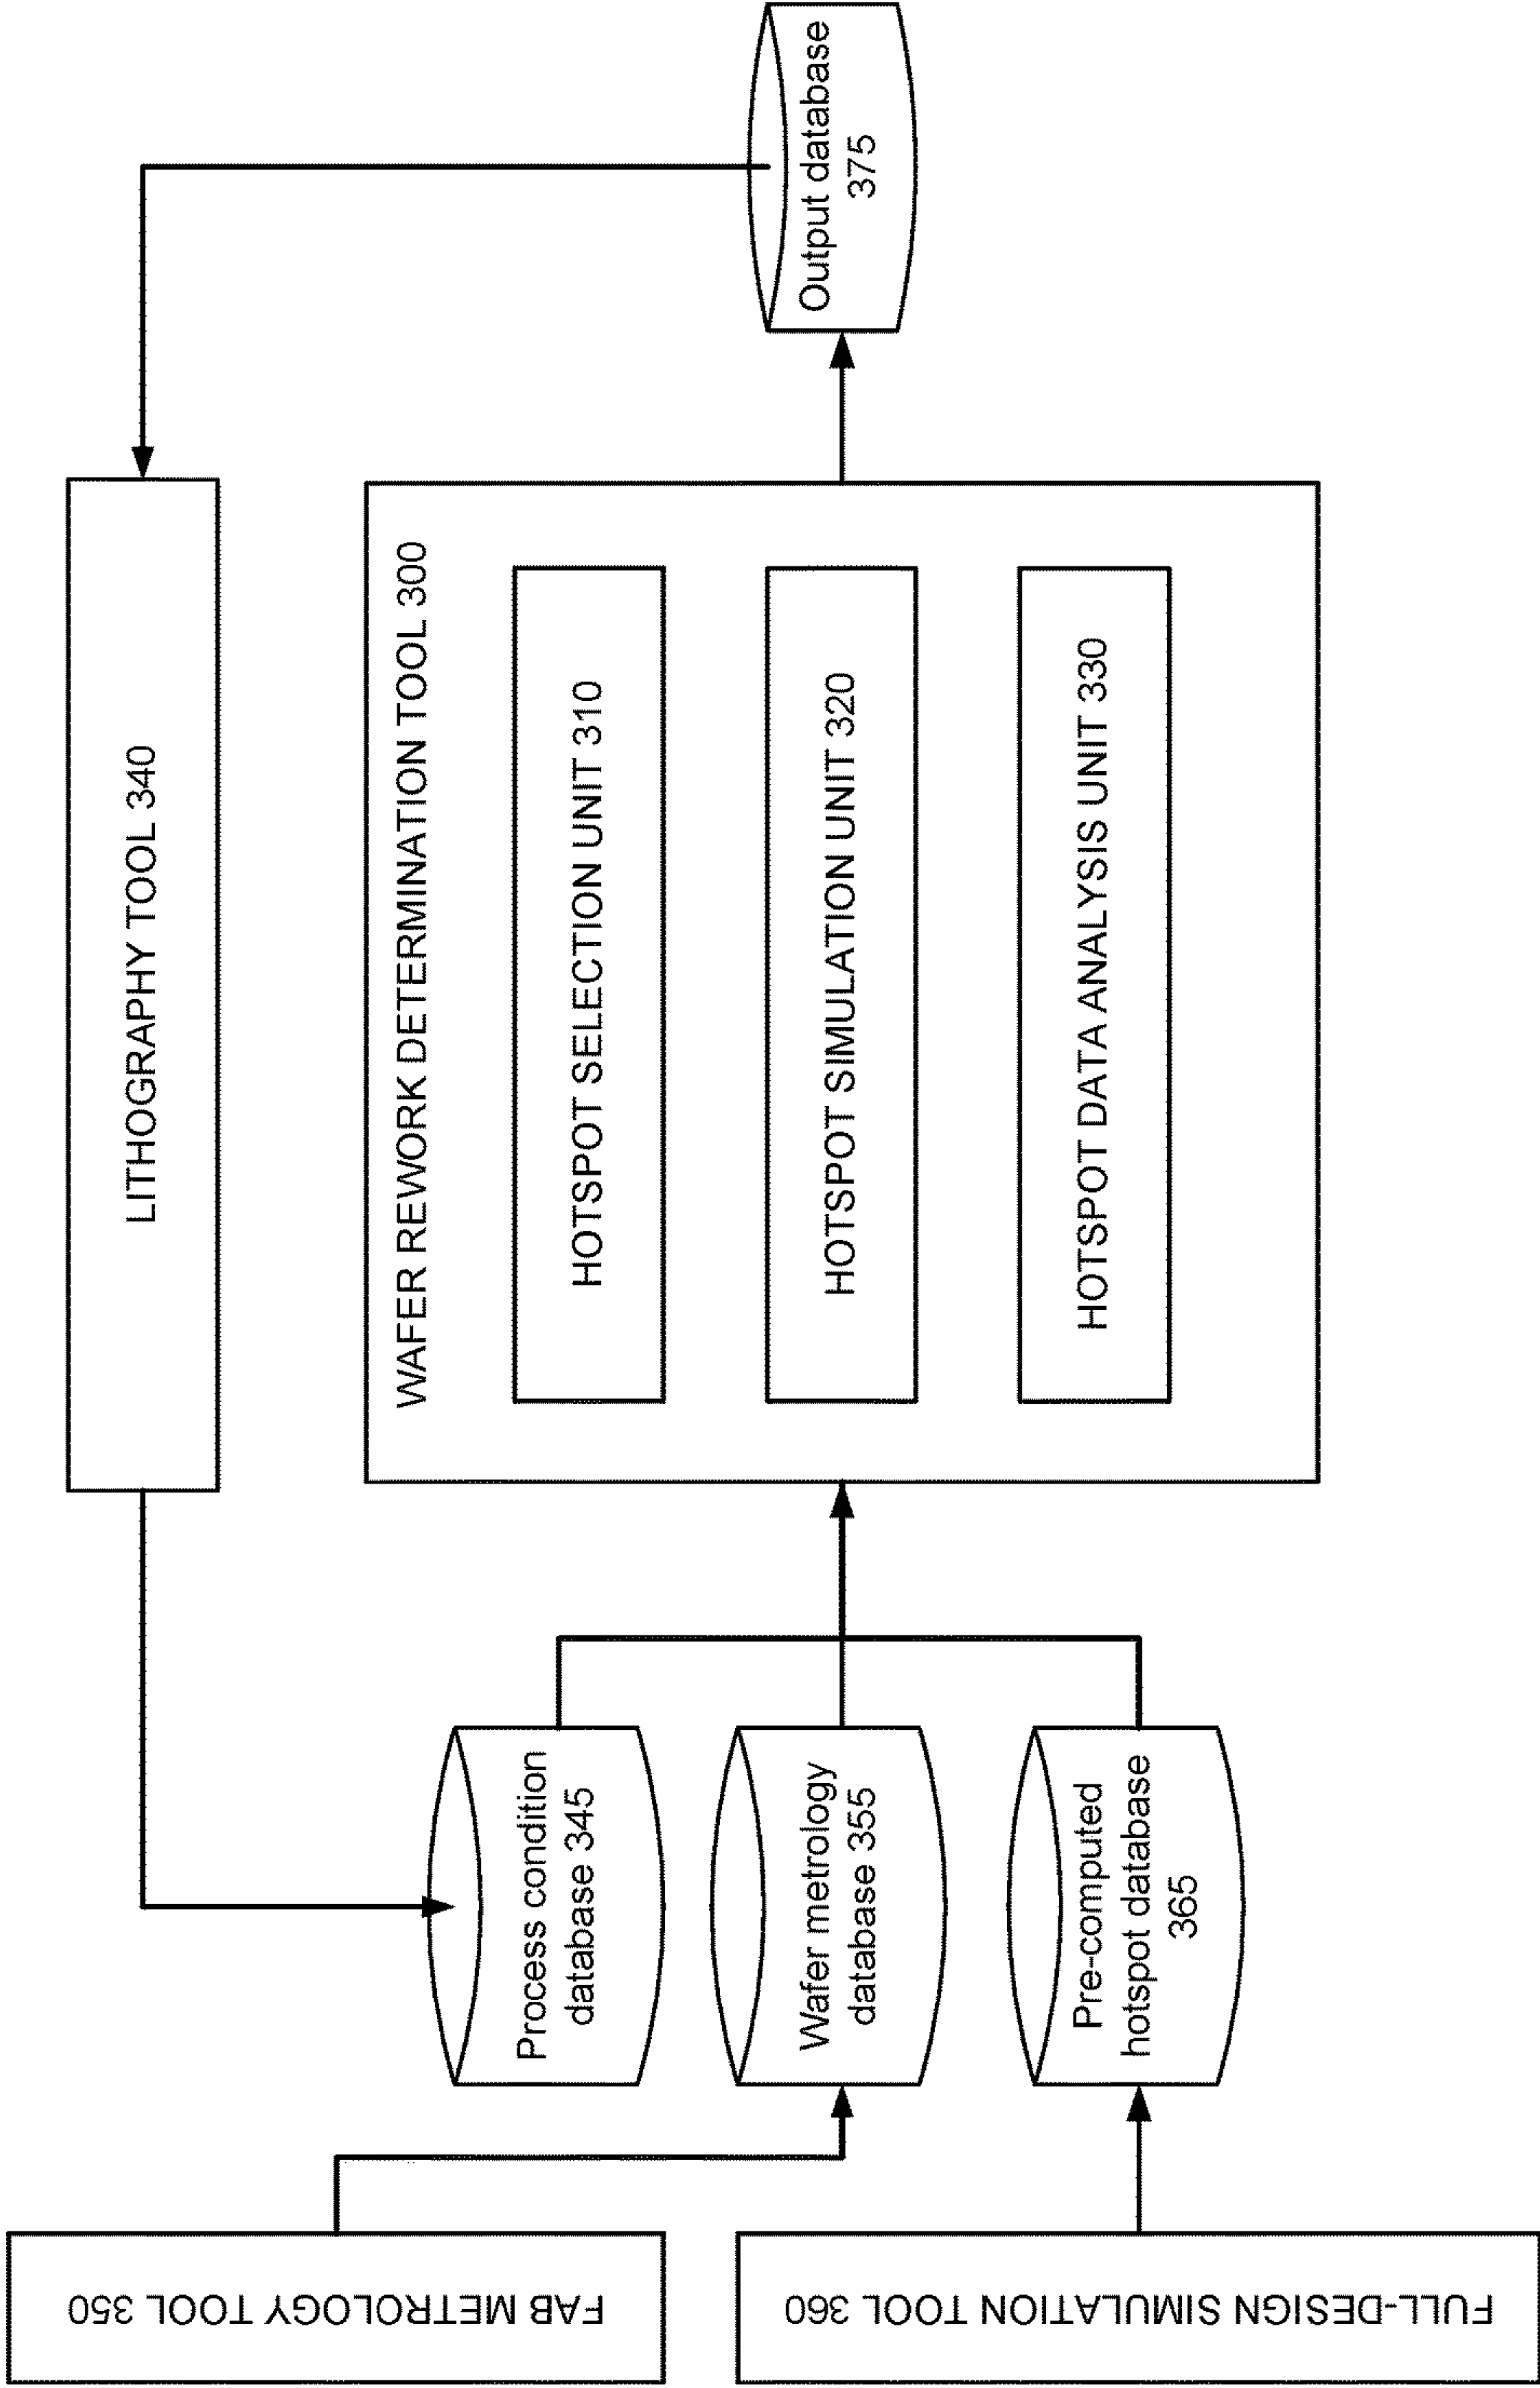 LITHOGRAPHY TOOL 340
FAB METROLOGY TOOL 350
FULL-DESIGN SIMULATION TOOL 360
Process condition
database 345
Wafer metrology
database 355
Pre-computed
hotspot database
365
WAFER REWORK DETERMINATION TOOL 300
HOTSPOT SELECTION UNIT 310
HOTSPOT SIMULATION UNIT 320
HOTSPOT DATA ANALYSIS UNIT 330
Output database
375